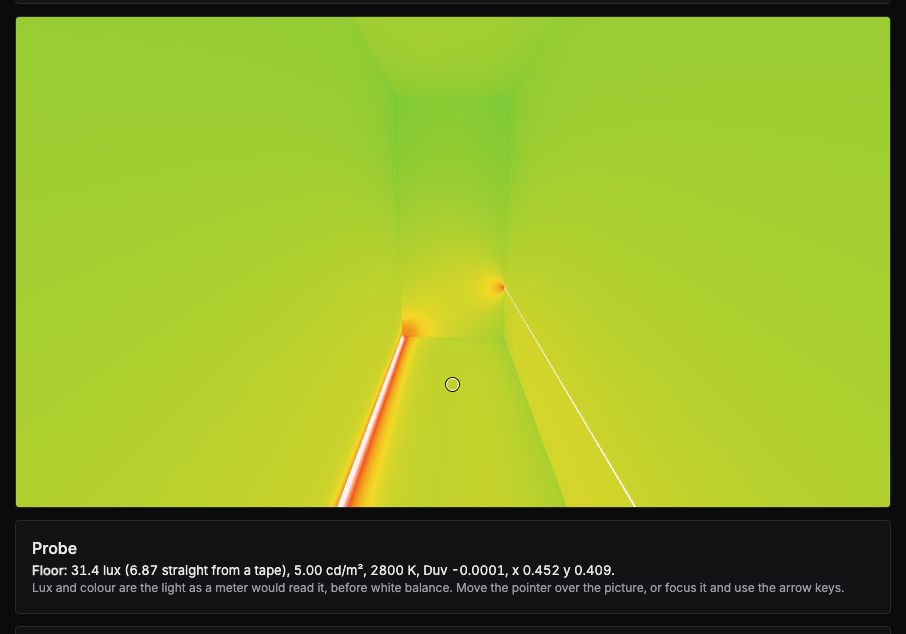 Probe
Floor: 31.4 lux (6.87 straight from a tape), 5.00 cd/m², 2800 K, Duv -0.0001, x 0.452 y 0.409.
Lux and colour are the light as a meter would read it, before white balance. Move the pointer over the picture, or focus it and use the arrow keys.